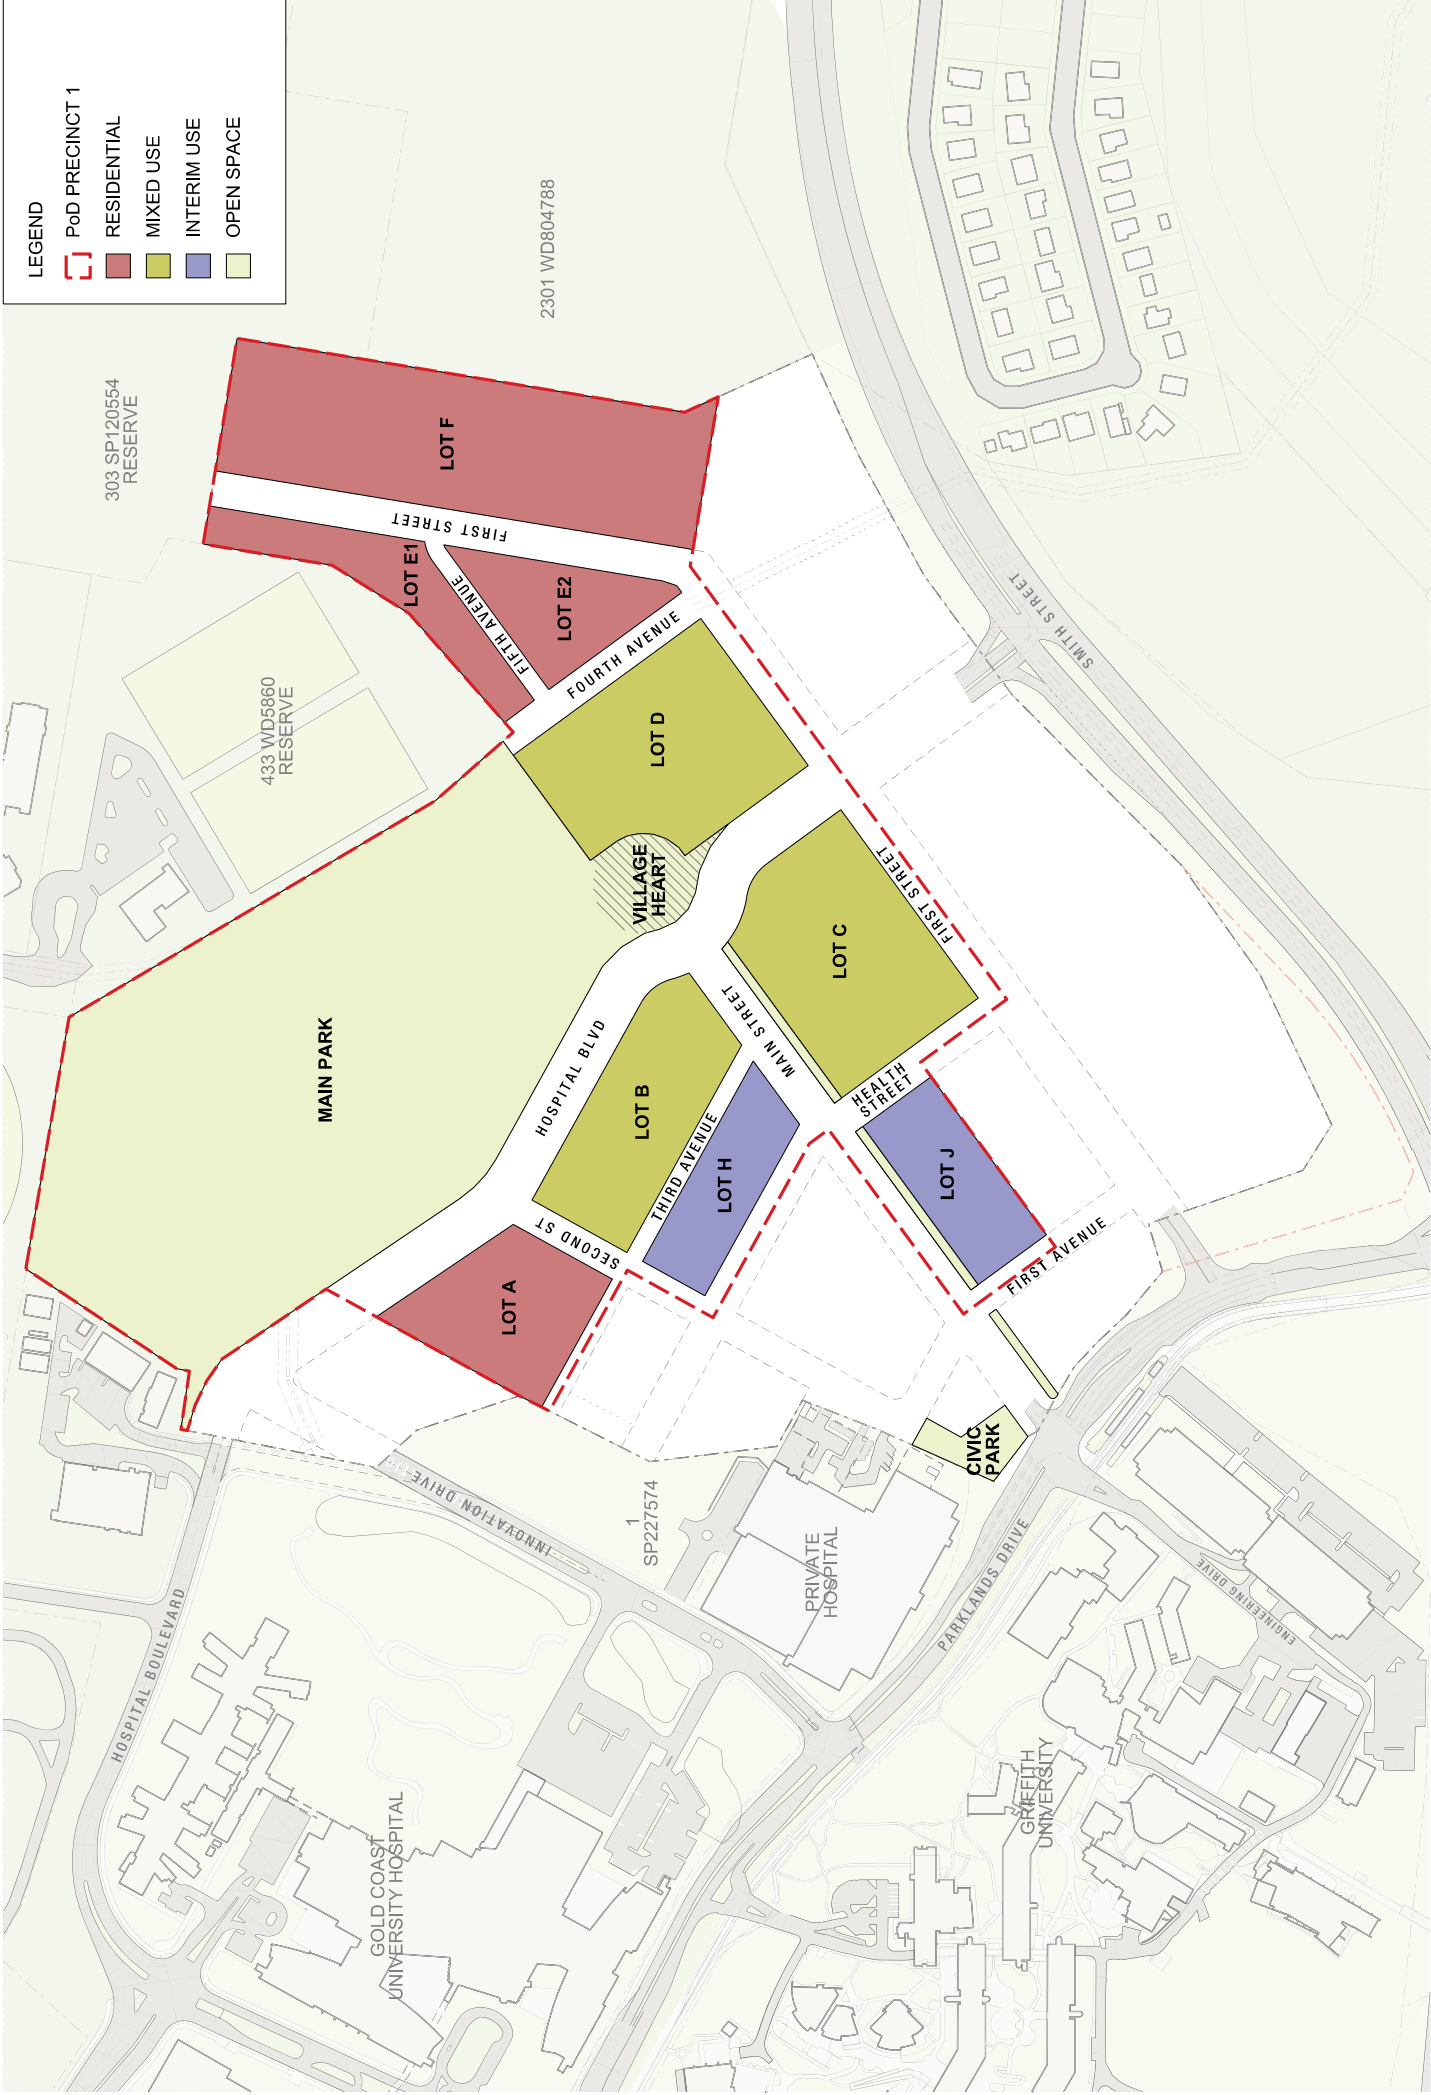 LEGEND
PoD PRECINCT 1
RESIDENTIAL
MIXED USE
INTERIM USE
OPEN SPACE
303 SP120554
RESERVE
2301 WD804788
433 WD5860
RESERVE
LOT F
FIRST STREET
LOT E1
FIFTH AVENUE
LOT E2
FOURTH AVENUE
LOT D
VILLAGE
HEART
MAIN PARK
HOSPITAL BLVD
LOT C
FIRST STREET
MAIN STREET
LOT B
THIRD AVENUE
LOT H
HEALTH
STREET
LOT J
SECOND ST
LOT A
FIRST AVENUE
SMITH STREET
CIVIC
PARK
INNOVATION DRIVE
1
SP227574
PRIVATE
HOSPITAL
PARKLANDS DRIVE
ENGINEERING DRIVE
HOSPITAL BOULEVARD
GOLD COAST
UNIVERSITY HOSPITAL
GRIFFITH
UNIVERSITY